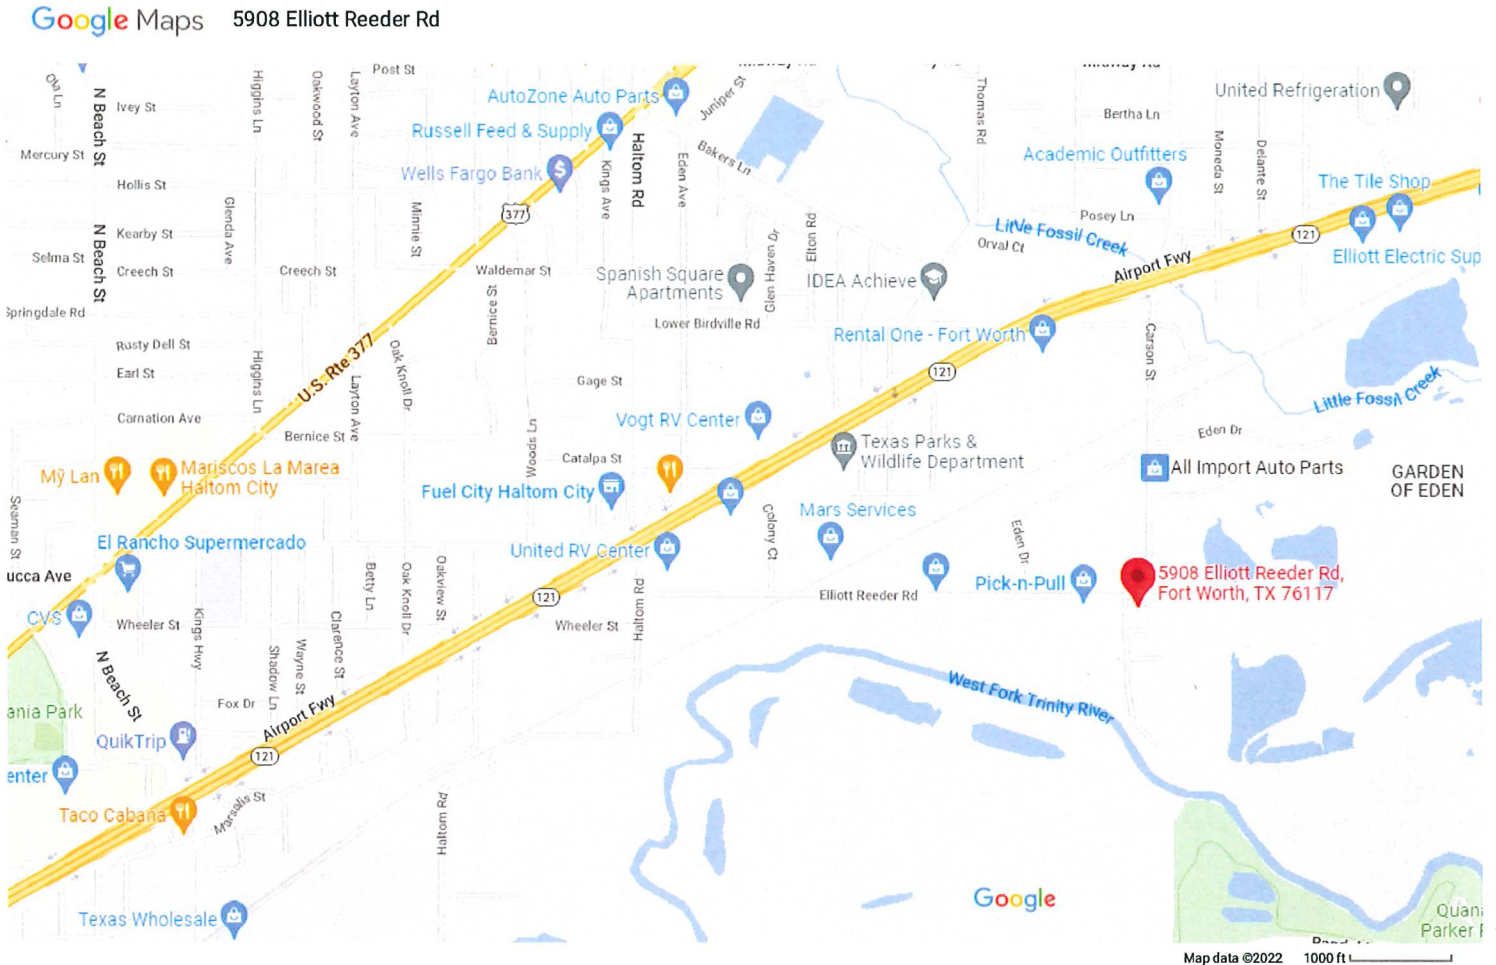 Google Maps 5908 Elliott Reeder Rd
Post St
Ola Ln
N Beach St
Ivey St
Higgins Ln
Oakwood St
Layton Ave
AutoZone Auto Parts
Juniper St
Thomas Rd
Bertha Ln
United Refrigeration
Russell Feed & Supply
Haltom Rd
Bakers Ln
Mercury St
Wells Fargo Bank
Kings Ave
Eden Ave
Academic Outfitters
Moneda St
Delante St
The Tile Shop
Hollis St
Glenda Ave
Minnie St
377
Elton Rd
Posey Ln
Little Fossil Creek
Orval Ct
121
Elliott Electric Sup
Kearby St
N Beach St
Selma St
Creech St
Creech St
Waldemar St
Spanish Square
Apartments
Glen Haven Dr
IDEA Achieve
Airport Fwy
Springdale Rd
Bernice St
Lower Birdville Rd
Rental One - Fort Worth
Carson St
Rusty Dell St
Earl St
Higgins Ln
U.S. Rte 377
Oak Knoll Dr
Layton Ave
Gage St
121
Little Fossil Creek
Carnation Ave
Bernice St
Woods Ln
Vogt RV Center
Texas Parks &
Wildlife Department
Eden Dr
Mỹ Lan
Mariscos La Marea
Haltom City
Catalpa St
Fuel City Haltom City
All Import Auto Parts
GARDEN
OF EDEN
Seaman St
El Rancho Supermercado
United RV Center
Colony Ct
Mars Services
Eden Dr
ucca Ave
Betty Ln
Oak Knoll Dr
Oakview St
121
Haltom Rd
Elliott Reeder Rd
Pick-n-Pull
5908 Elliott Reeder Rd,
Fort Worth, TX 76117
CVS
Wheeler St
Kings Hwy
Clarence St
Wheeler St
N Beach St
Shadow Ln
Wayne St
Fox Dr
Airport Fwy
West Fork Trinity River
ania Park
QuikTrip
121
enter
Taco Cabana
Marsalis St
Haltom Rd
Texas Wholesale
Google
Quana
Parker P
Map data ©2022 1000 ft